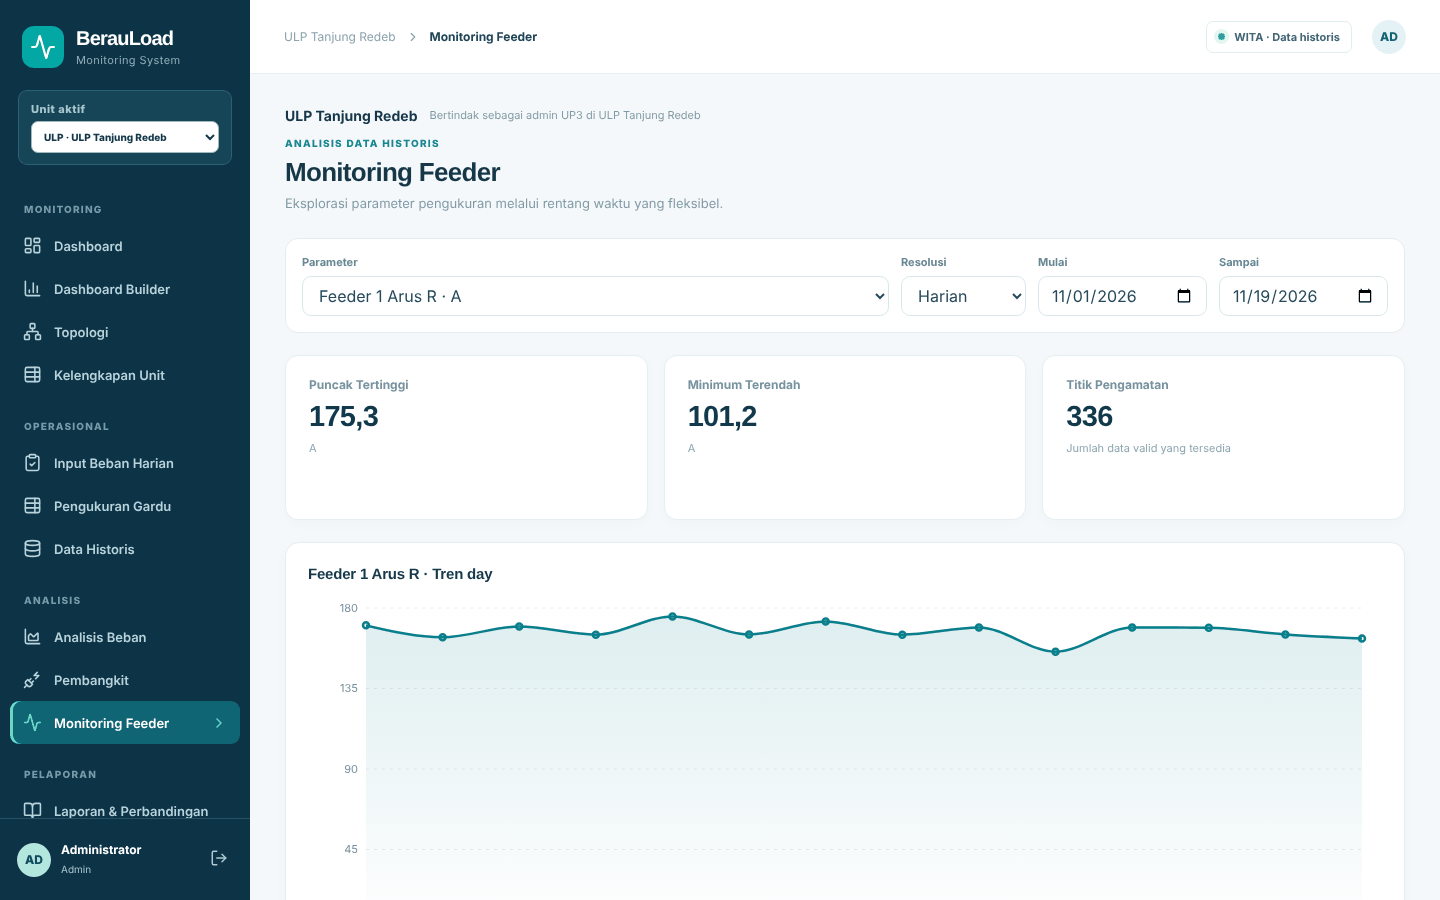 BerauLoad
Monitoring System
Unit aktif
ULP · ULP Tanjung Redeb
MONITORING
Dashboard
Dashboard Builder
Topologi
Kelengkapan Unit
OPERASIONAL
Input Beban Harian
Pengukuran Gardu
Data Historis
ANALISIS
Analisis Beban
Pembangkit
Monitoring Feeder
PELAPORAN
Laporan & Perbandingan
AD
Administrator
Admin
ULP Tanjung Redeb > Monitoring Feeder
WITA · Data historis
AD
ULP Tanjung Redeb Bertindak sebagai admin UP3 di ULP Tanjung Redeb
ANALISIS DATA HISTORIS
Monitoring Feeder
Eksplorasi parameter pengukuran melalui rentang waktu yang fleksibel.
Parameter
Feeder 1 Arus R · A
Resolusi
Harian
Mulai
11/01/2026
Sampai
11/19/2026
Puncak Tertinggi
175,3
A
Minimum Terendah
101,2
A
Titik Pengamatan
336
Jumlah data valid yang tersedia
Feeder 1 Arus R · Tren day
180
135
90
45